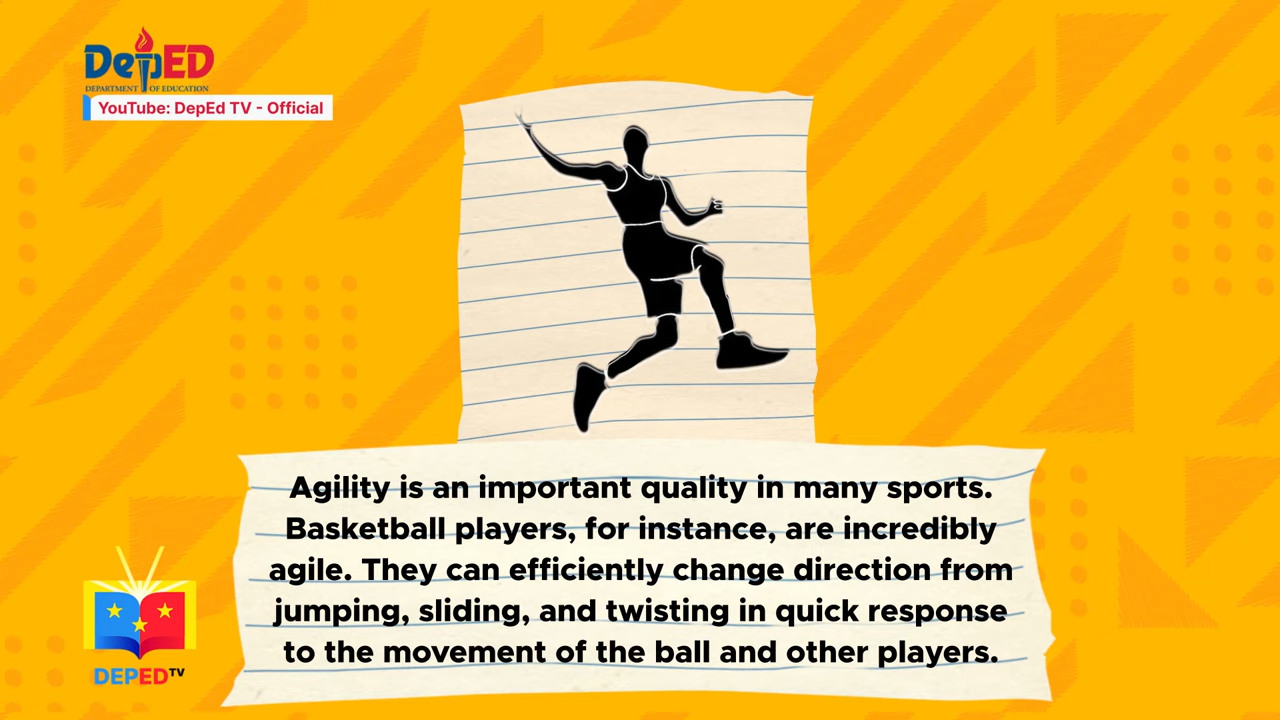 DepED
DEPARTMENT OF EDUCATION
YouTube: DepEd TV - Official
Agility is an important quality in many sports.
Basketball players, for instance, are incredibly
agile. They can efficiently change direction from
jumping, sliding, and twisting in quick response
to the movement of the ball and other players.
DEPED TV